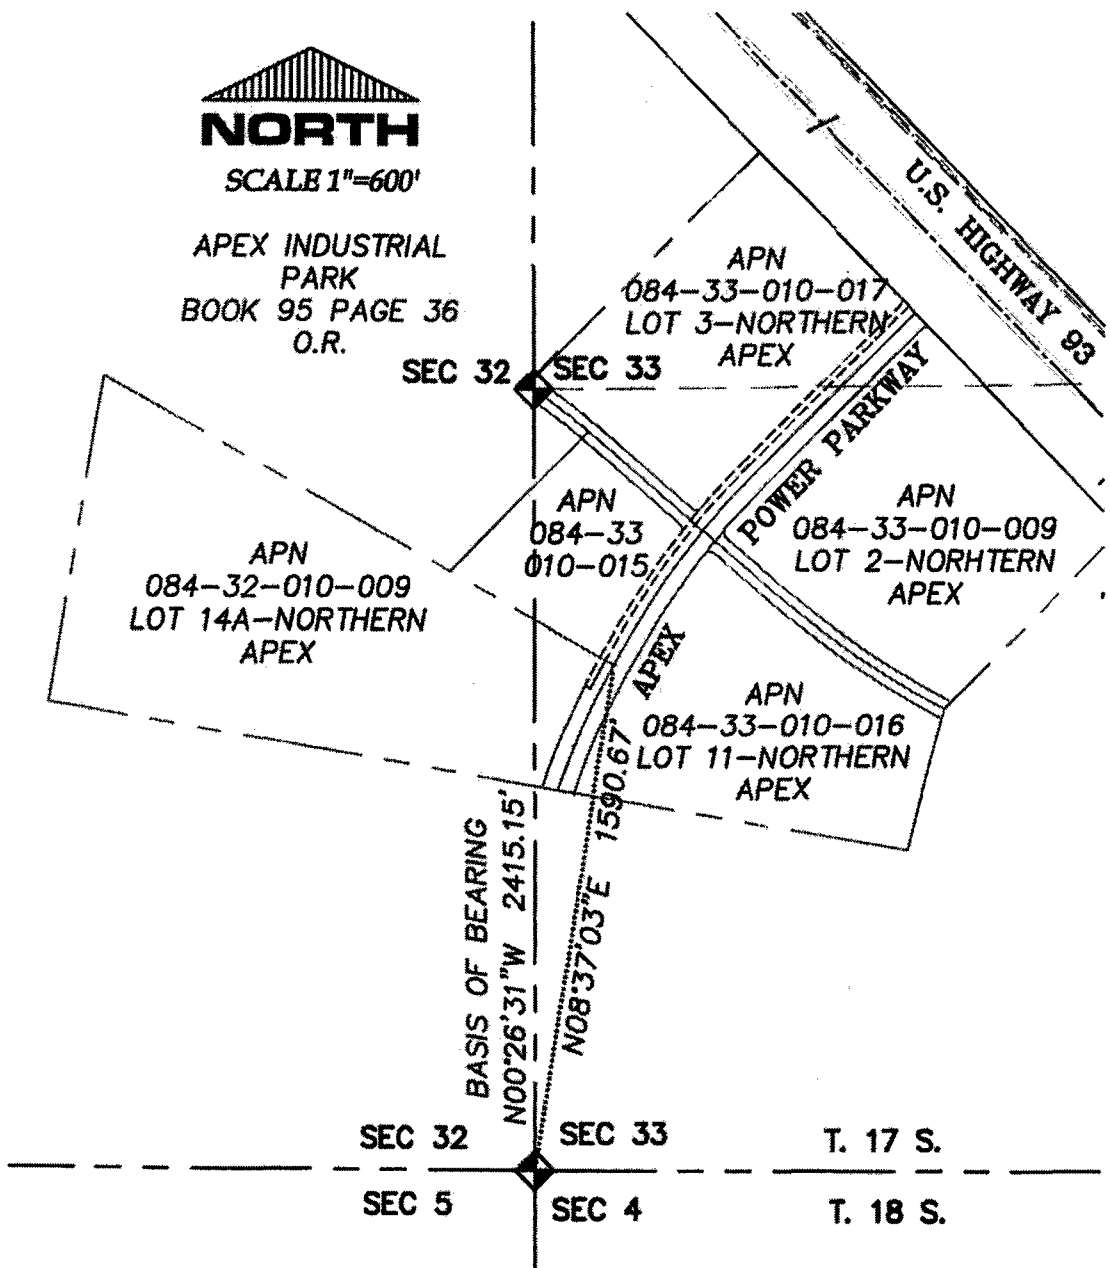 NORTH
SCALE 1"=600'
APEX INDUSTRIAL
PARK
BOOK 95 PAGE 36
O.R.
U.S. HIGHWAY 93
APN
084-33-010-017
LOT 3-NORTHERN
APEX
SEC 32
SEC 33
APEX POWER PARKWAY
APN
084-33
010-015
APN
084-33-010-009
LOT 2-NORHTERN
APEX
APN
084-32-010-009
LOT 14A-NORTHERN
APEX
APN
084-33-010-016
LOT 11-NORTHERN
APEX
BASIS OF BEARING
N00°26'31"W 2415.15'
N08°37'03"E 1590.67'
SEC 32
SEC 33
T. 17 S.
SEC 5
SEC 4
T. 18 S.